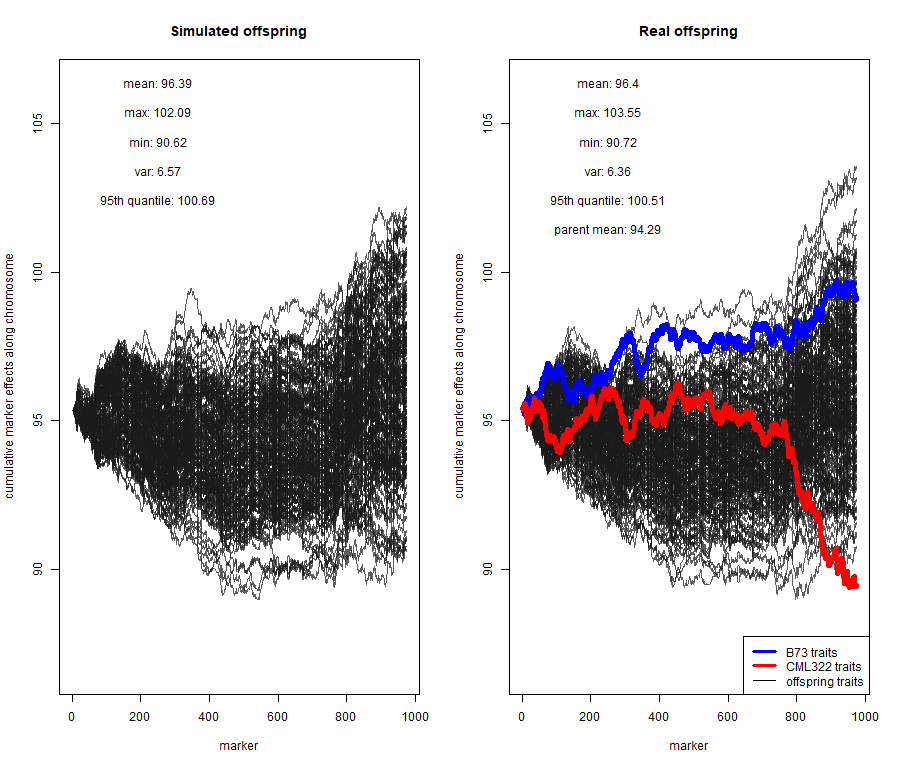 Simulated offspring
mean: 96.39
max: 102.09
min: 90.62
var: 6.57
95th quantile: 100.69
cumulative marker effects along chromosome
105
100
95
90
0 200 400 600 800 1000
marker
Real offspring
mean: 96.4
max: 103.55
min: 90.72
var: 6.36
95th quantile: 100.51
parent mean: 94.29
cumulative marker effects along chromosome
105
100
95
90
B73 traits
CML322 traits
offspring traits
0 200 400 600 800 1000
marker